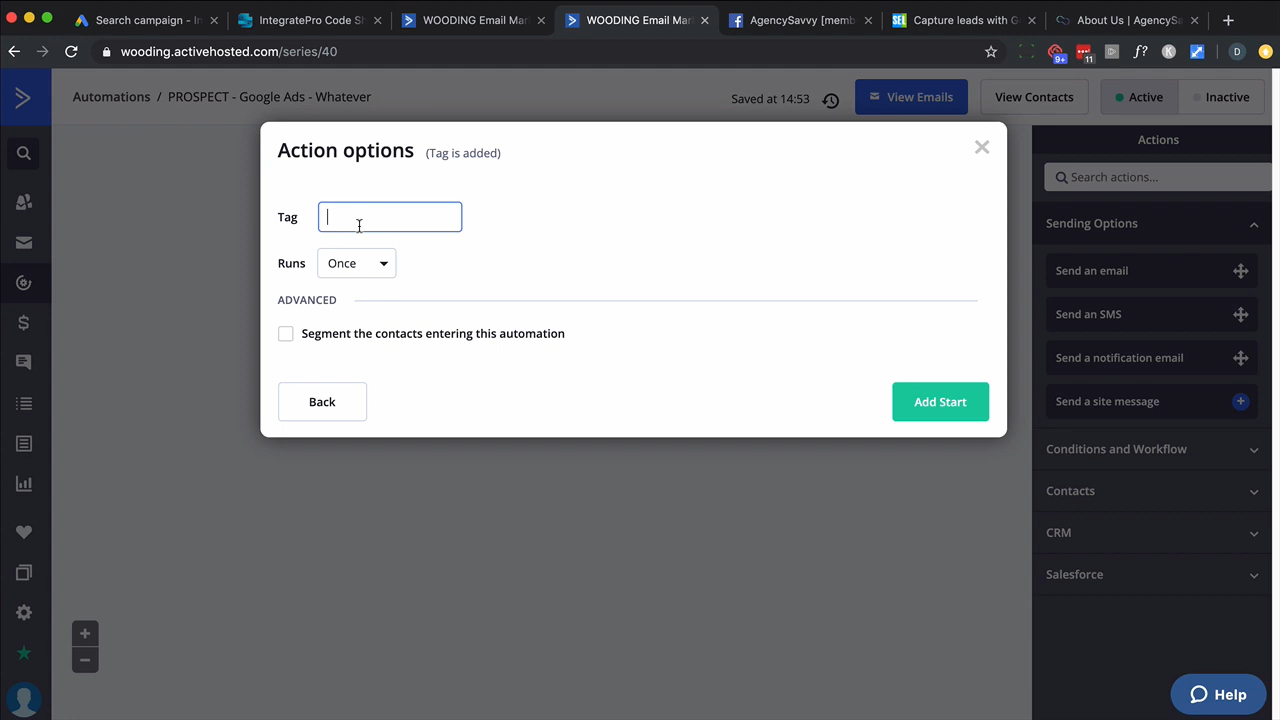 Search campaign - In
IntegratePro Code Sh
WOODING Email Mar
WOODING Email Mar
AgencySavvy [memb
Capture leads with Go
About Us | AgencySa
wooding.activehosted.com/series/40
9+
11
f?
K
D
Automations / PROSPECT - Google Ads - Whatever
Saved at 14:53
View Emails
View Contacts
Active
Inactive
Action options (Tag is added)
Tag
Runs Once
ADVANCED
Segment the contacts entering this automation
Back
Add Start
Actions
Search actions...
Sending Options
Send an email
Send an SMS
Send a notification email
Send a site message
Conditions and Workflow
Contacts
CRM
Salesforce
Help